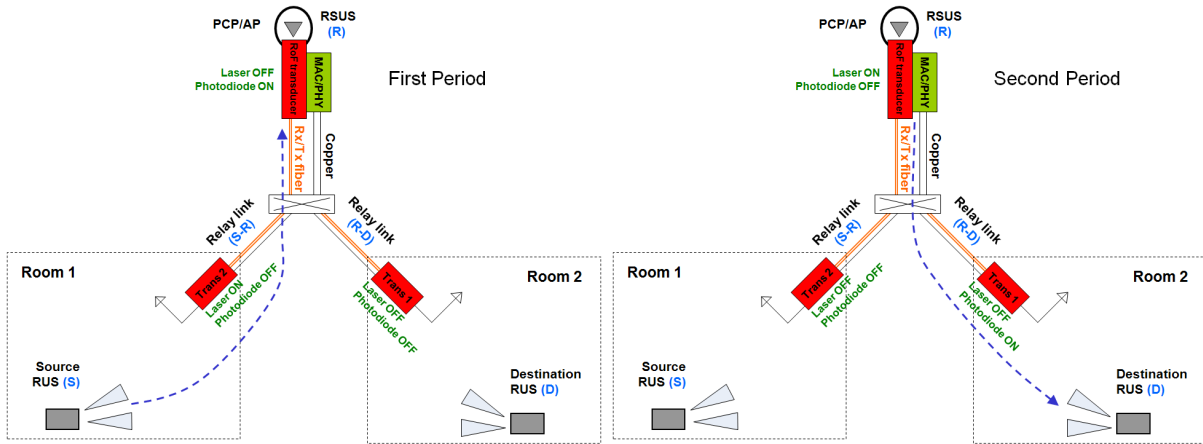 PCP/AP
RSUS
(R)
RoF transducer
MAC/PHY
Laser OFF
Photodiode ON
First Period
Rx/Tx fiber
Copper
Relay link
(S-R)
Relay link
(R-D)
Room 1
Trans 2
Laser ON
Photodiode OFF
Trans 1
Laser OFF
Photodiode OFF
Room 2
Source
RUS (S)
Destination
RUS (D)
PCP/AP
RSUS
(R)
RoF transducer
MAC/PHY
Laser ON
Photodiode OFF
Second Period
Rx/Tx fiber
Copper
Relay link
(S-R)
Relay link
(R-D)
Room 1
Trans 2
Laser OFF
Photodiode OFF
Trans 1
Laser OFF
Photodiode ON
Room 2
Source
RUS (S)
Destination
RUS (D)